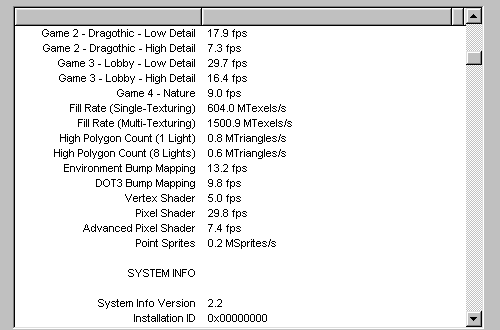 Game 2 - Dragothic - Low Detail 17.9 fps
Game 2 - Dragothic - High Detail 7.3 fps
Game 3 - Lobby - Low Detail 29.7 fps
Game 3 - Lobby - High Detail 16.4 fps
Game 4 - Nature 9.0 fps
Fill Rate (Single-Texturing) 604.0 MTexels/s
Fill Rate (Multi-Texturing) 1500.9 MTexels/s
High Polygon Count (1 Light) 0.8 MTriangles/s
High Polygon Count (8 Lights) 0.6 MTriangles/s
Environment Bump Mapping 13.2 fps
DOT3 Bump Mapping 9.8 fps
Vertex Shader 5.0 fps
Pixel Shader 29.8 fps
Advanced Pixel Shader 7.4 fps
Point Sprites 0.2 MSprites/s
SYSTEM INFO
System Info Version 2.2
Installation ID 0x00000000